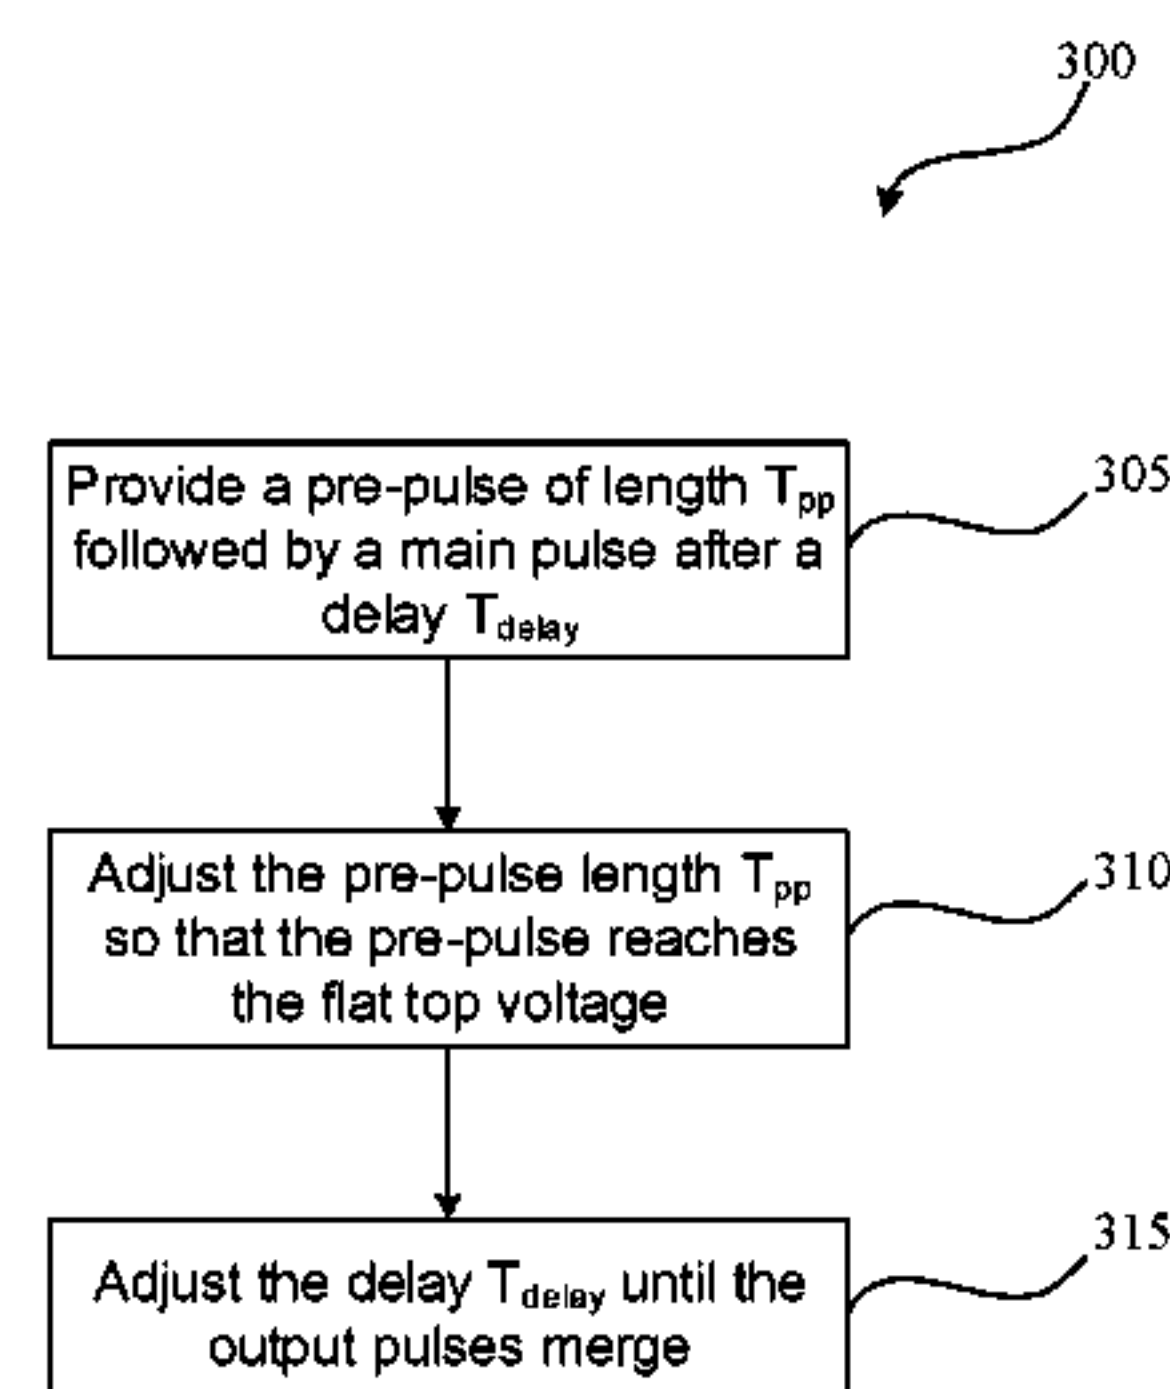 300
Provide a pre-pulse of length Tpp
followed by a main pulse after a
delay Tdelay
305
Adjust the pre-pulse length Tpp
so that the pre-pulse reaches
the flat top voltage
310
Adjust the delay Tdelay until the
output pulses merge
315